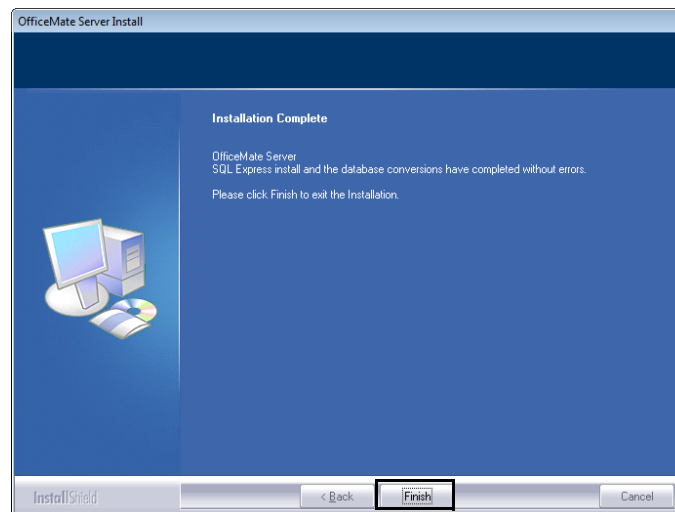 OfficeMate Server Install
Installation Complete
OfficeMate Server
SQL Express install and the database conversions have completed without errors.
Please click Finish to exit the Installation.
InstallShield
< Back
Finish
Cancel